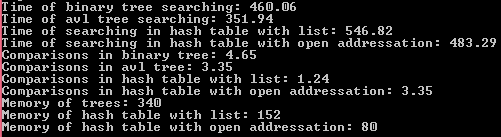 Time of binary tree searching: 460.06
Time of avl tree searching: 351.94
Time of searching in hash table with list: 546.82
Time of searching in hash table with open addressation: 483.29
Comparisons in binary tree: 4.65
Comparisons in avl tree: 3.35
Comparisons in hash table with list: 1.24
Comparisons in hash table with open addressation: 3.35
Memory of trees: 340
Memory of hash table with list: 152
Memory of hash table with open addressation: 80